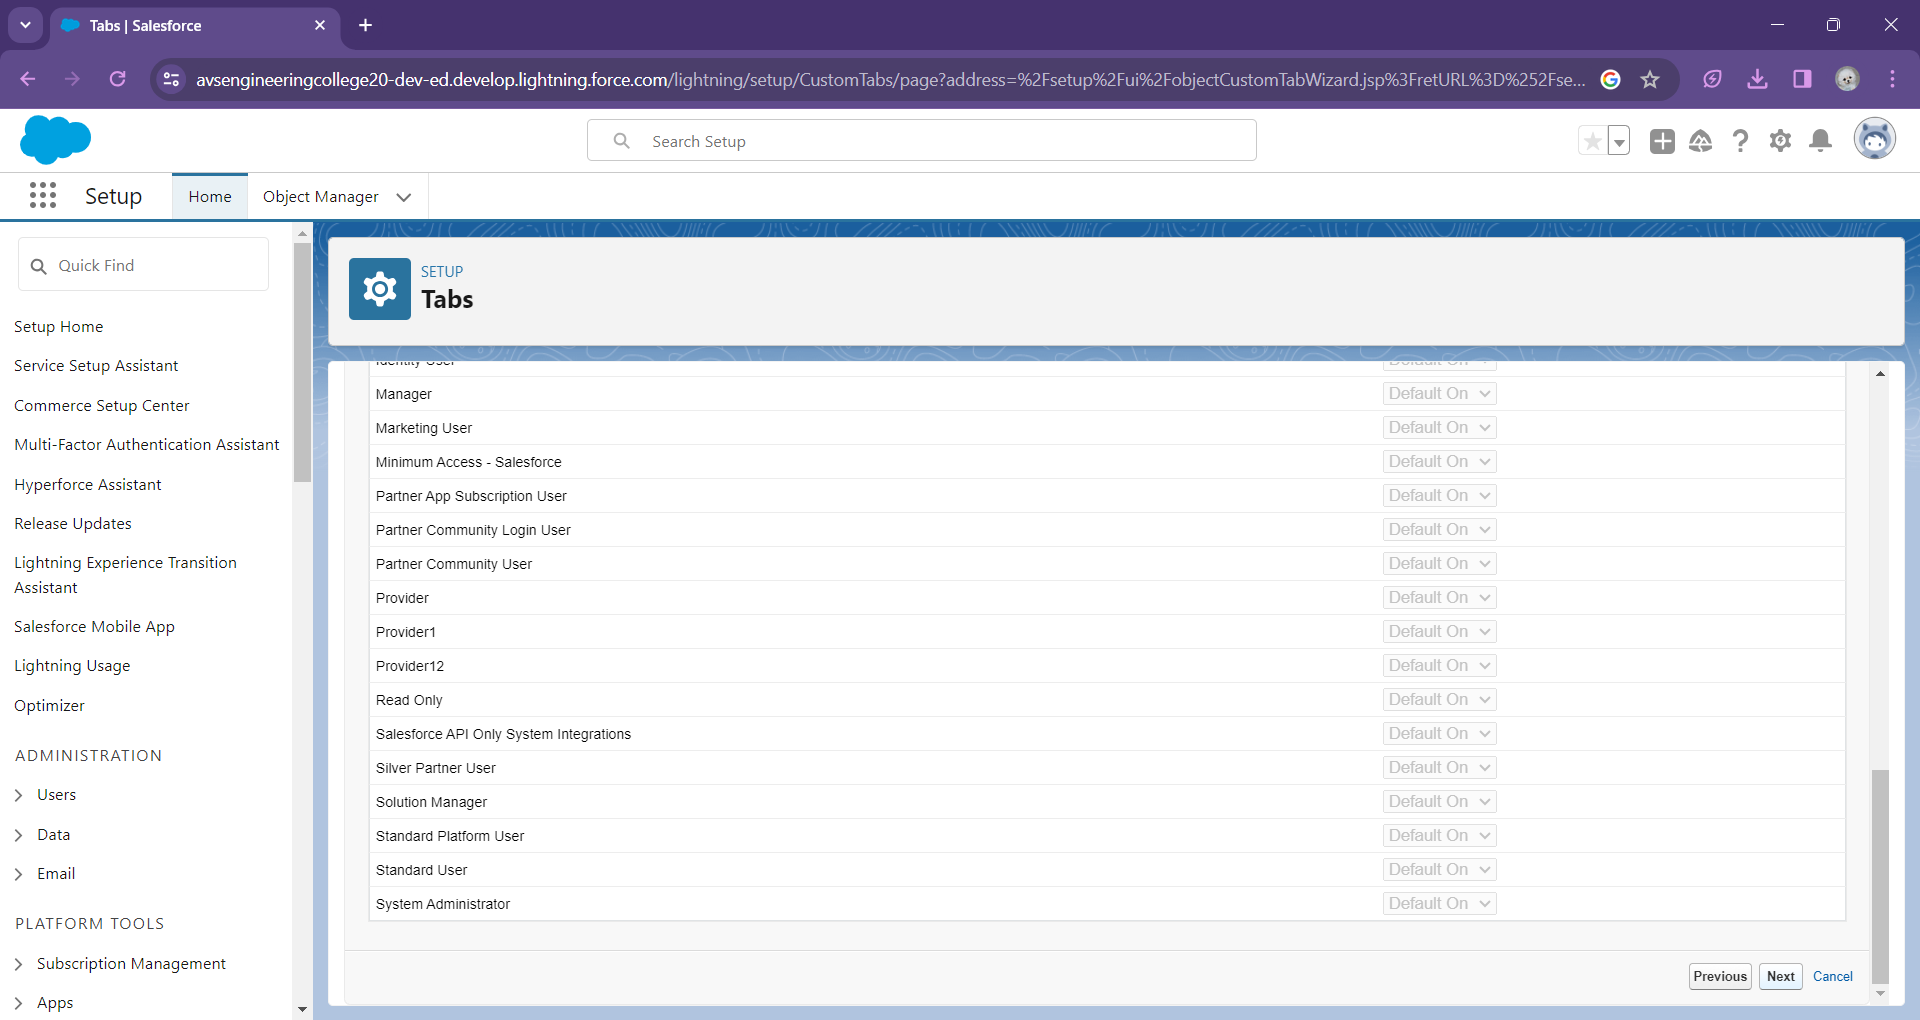 Tabs | Salesforce
avsengineeringcollege20-dev-ed.develop.lightning.force.com/lightning/setup/CustomTabs/page?address=%2Fsetup%2Fui%2FobjectCustomTabWizard.jsp%3FretURL%3D%252Fse...
Search Setup
Setup
Home
Object Manager
Quick Find
Setup Home
Service Setup Assistant
Commerce Setup Center
Multi-Factor Authentication Assistant
Hyperforce Assistant
Release Updates
Lightning Experience Transition
Assistant
Salesforce Mobile App
Lightning Usage
Optimizer
ADMINISTRATION
Users
Data
Email
PLATFORM TOOLS
Subscription Management
Apps
SETUP
Tabs
Identity User Default On
Manager Default On
Marketing User Default On
Minimum Access - Salesforce Default On
Partner App Subscription User Default On
Partner Community Login User Default On
Partner Community User Default On
Provider Default On
Provider1 Default On
Provider12 Default On
Read Only Default On
Salesforce API Only System Integrations Default On
Silver Partner User Default On
Solution Manager Default On
Standard Platform User Default On
Standard User Default On
System Administrator Default On
Previous Next Cancel